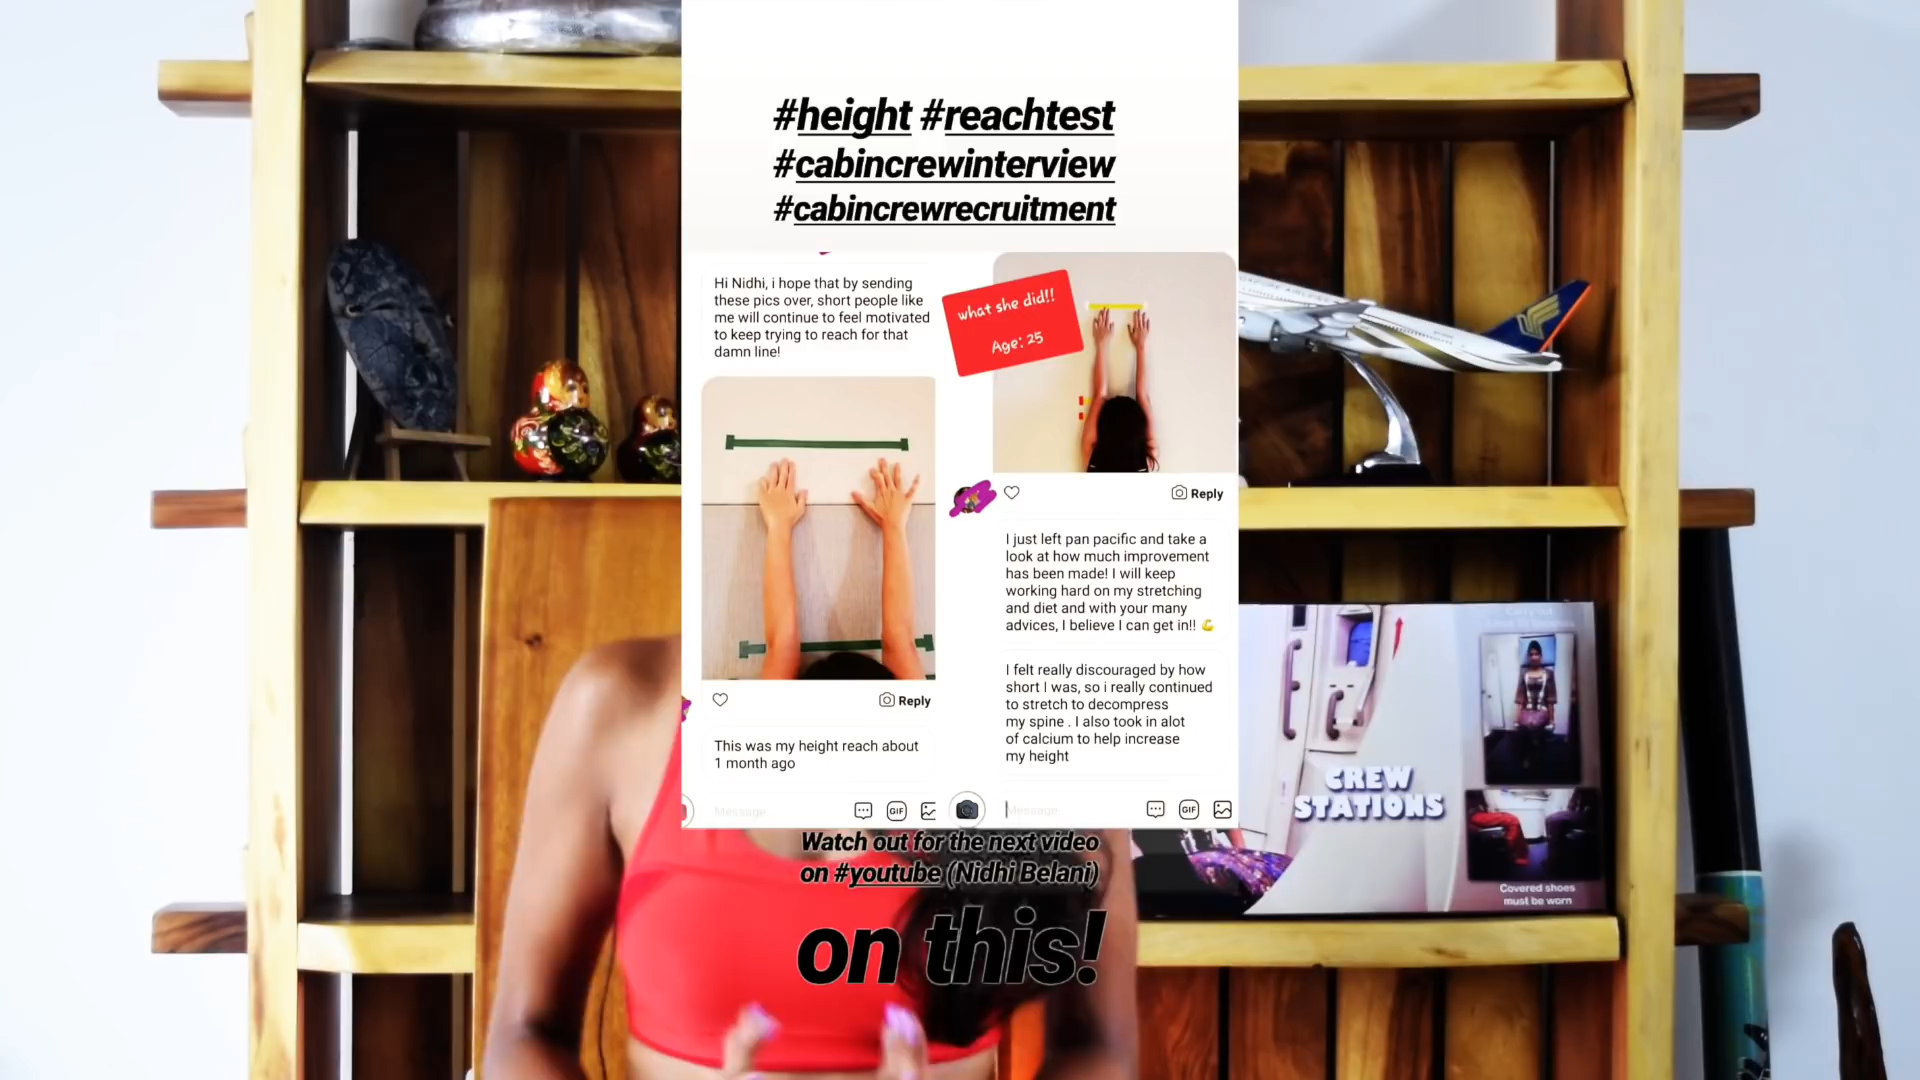 #height #reachtest
#cabincrewinterview
#cabincrewrecruitment
Hi Nidhi, i hope that by sending
these pics over, short people like
me will continue to feel motivated
to keep trying to reach for that
damn line!
Reply
This was my height reach about
1 month ago
Message
GIF
what she did!!
Age: 25
Reply
I just left pan pacific and take a
look at how much improvement
has been made! I will keep
working hard on my stretching
and diet and with your many
advices, I believe I can get in!! 💪
I felt really discouraged by how
short I was, so i really continued
to stretch to decompress
my spine . I also took in alot
of calcium to help increase
my height
Message
GIF
Watch out for the next video
on #youtube (Nidhi Belani)
on this!
CREW
STATIONS
Covered shoes
must be worn